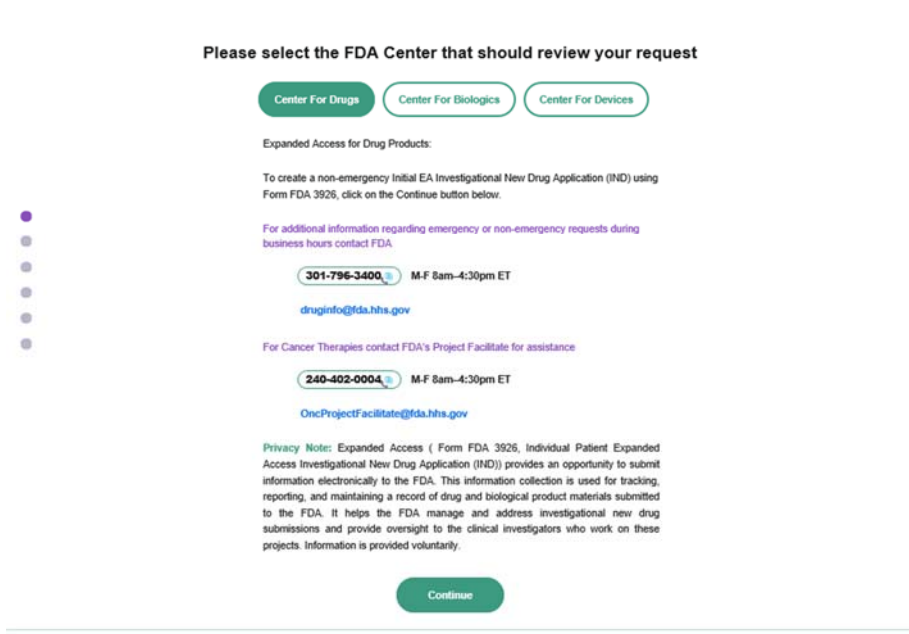 Please select the FDA Center that should review your request
Center For Drugs
Center For Biologics
Center For Devices
Expanded Access for Drug Products:
To create a non-emergency Initial EA Investigational New Drug Application (IND) using
Form FDA 3926, click on the Continue button below.
For additional information regarding emergency or non-emergency requests during
business hours contact FDA
301-796-3400 M-F 8am–4:30pm ET
druginfo@fda.hhs.gov
For Cancer Therapies contact FDA's Project Facilitate for assistance
240-402-0004 M-F 8am–4:30pm ET
OncProjectFacilitate@fda.hhs.gov
Privacy Note: Expanded Access ( Form FDA 3926, Individual Patient Expanded
Access Investigational New Drug Application (IND)) provides an opportunity to submit
information electronically to the FDA. This information collection is used for tracking,
reporting, and maintaining a record of drug and biological product materials submitted
to the FDA. It helps the FDA manage and address investigational new drug
submissions and provide oversight to the clinical investigators who work on these
projects. Information is provided voluntarily.
Continue